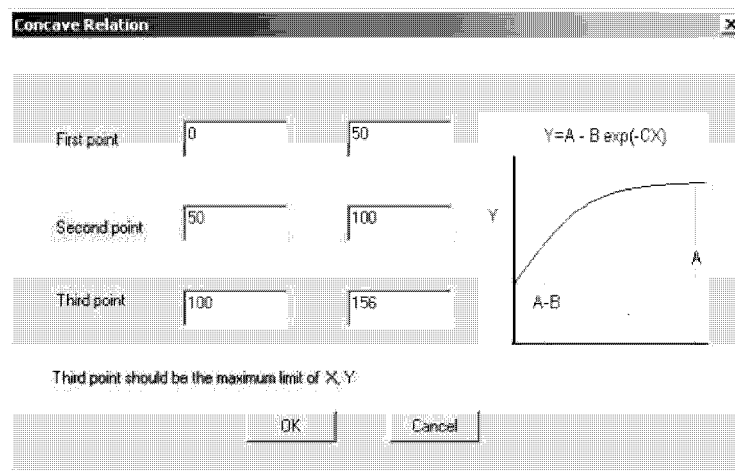 Concave Relation
First point 0 50
Second point 50 100
Third point 100 156
Y=A - B exp(-CX)
Y
A
A-B
Third point should be the maximum limit of X, Y
OK Cancel